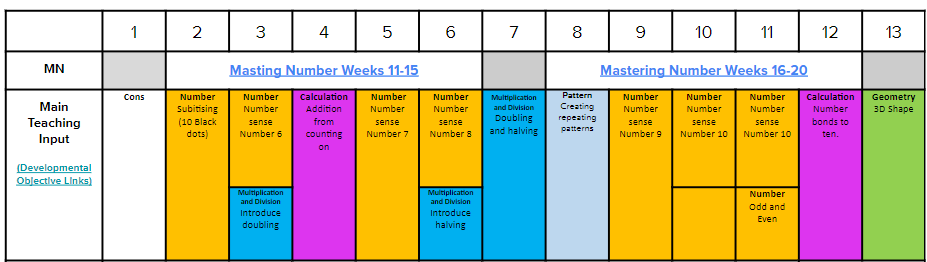 1 2 3 4 5 6 7 8 9 10 11 12 13
MN
Masting Number Weeks 11-15
Mastering Number Weeks 16-20
Main
Teaching
Input
(Developmental
Objective Links)
Cons
Number
Subitising
(10 Black
dots)
Number
Number
sense
Number 6
Multiplication
and Division
Introduce
doubling
Calculation
Addition
from
counting
on
Number
Number
sense
Number 7
Number
Number
sense
Number 8
Multiplication
and Division
Introduce
halving
Multiplication
and Division
Doubling
and halving
Pattern
Creating
repeating
patterns
Number
Number
sense
Number 9
Number
Number
sense
Number 10
Number
Number
sense
Number 10
Number
Odd and
Even
Calculation
Number
bonds to
ten.
Geometry
3D Shape